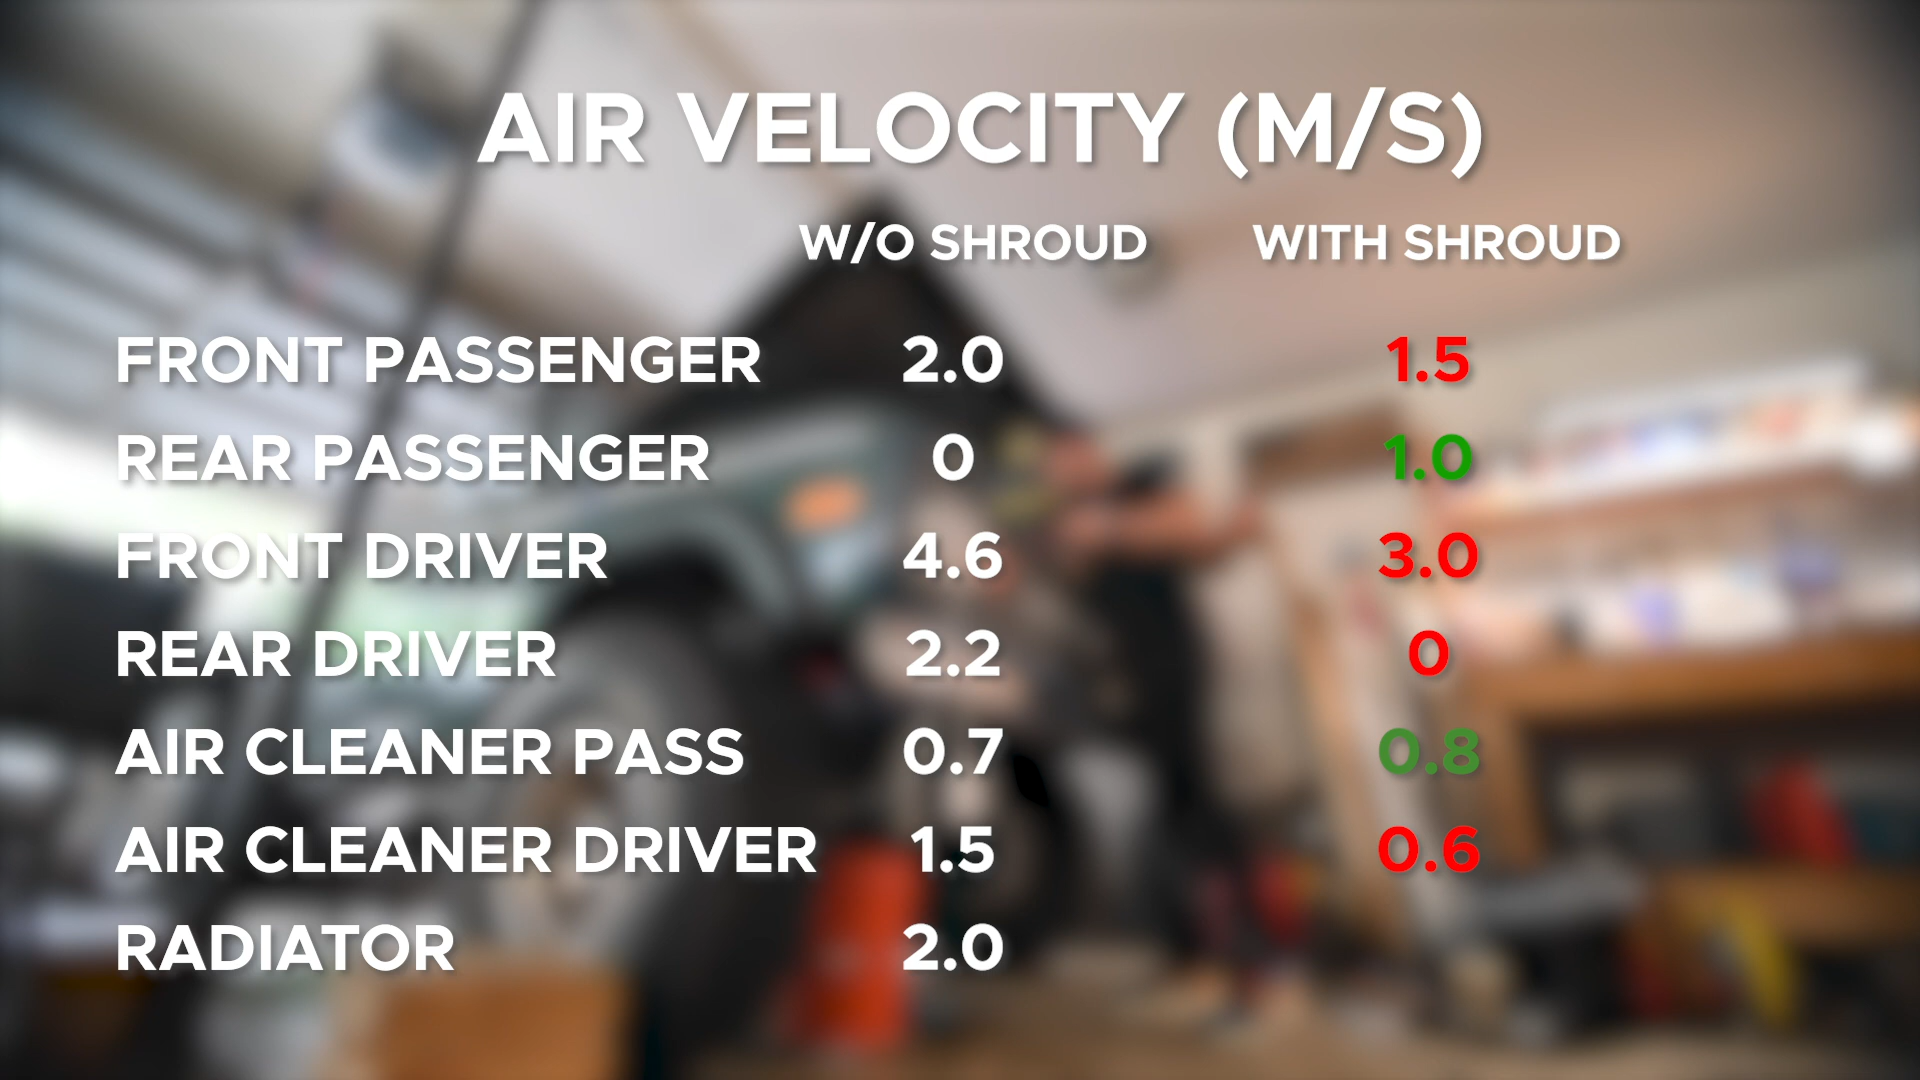 AIR VELOCITY (M/S)
W/O SHROUD WITH SHROUD
FRONT PASSENGER 2.0 1.5
REAR PASSENGER 0 1.0
FRONT DRIVER 4.6 3.0
REAR DRIVER 2.2 0
AIR CLEANER PASS 0.7 0.8
AIR CLEANER DRIVER 1.5 0.6
RADIATOR 2.0